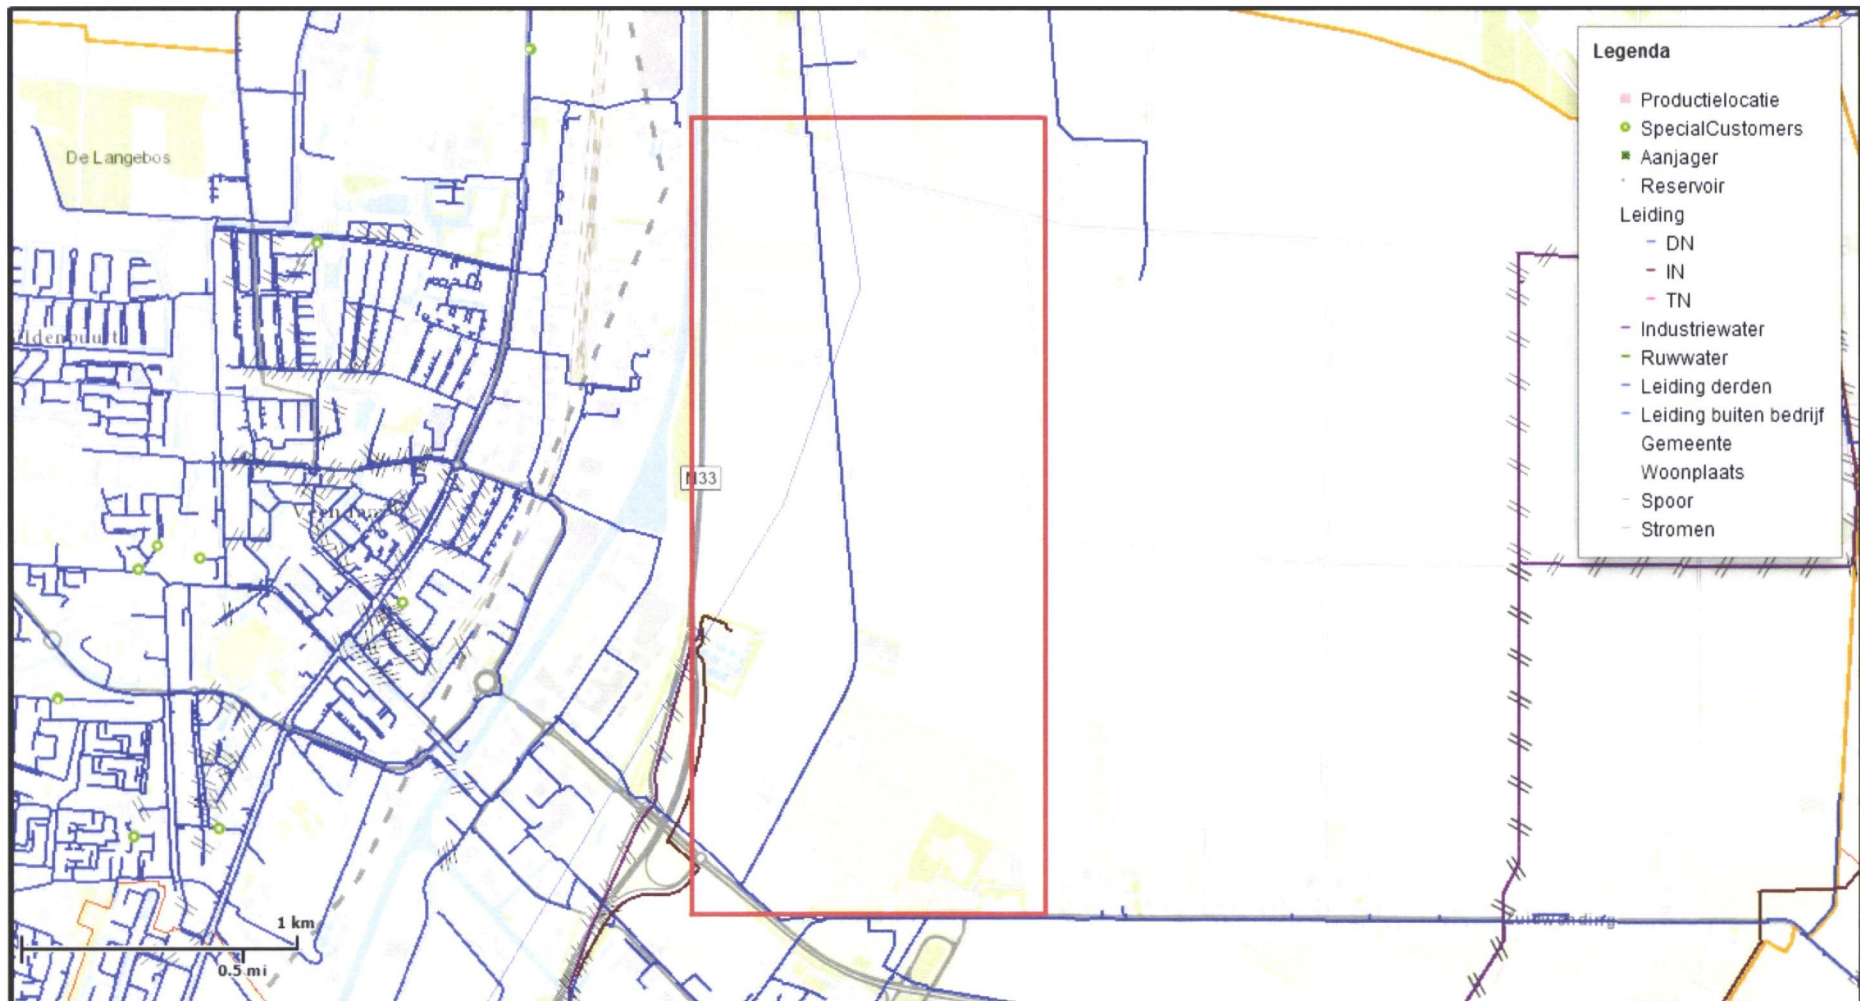 Legenda
Productielocatie
SpecialCustomers
Aanjager
Reservoir
Leiding
DN
IN
TN
Industriewater
Ruwwater
Leiding derden
Leiding buiten bedrijf
Gemeente
Woonplaats
Spoor
Stromen
De Langebos
N33
1 km
0.5 mi